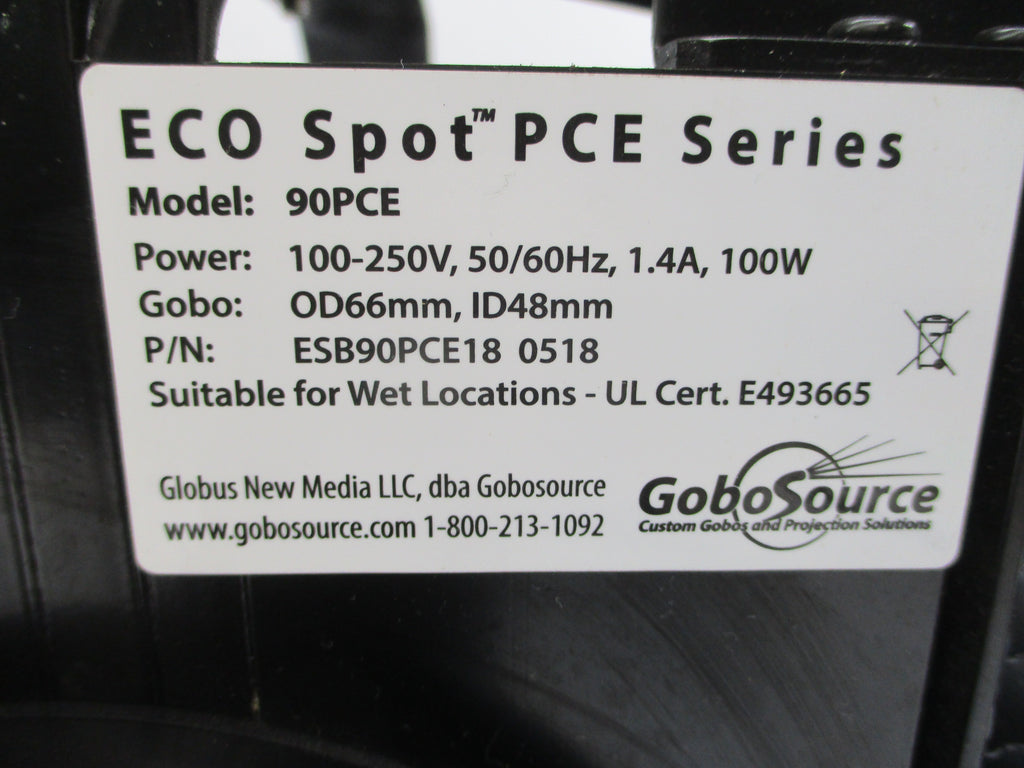 ECO Spot™ PCE Series
Model: 90PCE
Power: 100-250V, 50/60Hz, 1.4A, 100W
Gobo: OD66mm, ID48mm
P/N: ESB90PCE18 0518
Suitable for Wet Locations - UL Cert. E493665
Globus New Media LLC, dba Gobosource
www.gobosource.com 1-800-213-1092
GoboSource
Custom Gobos and Projection Solutions